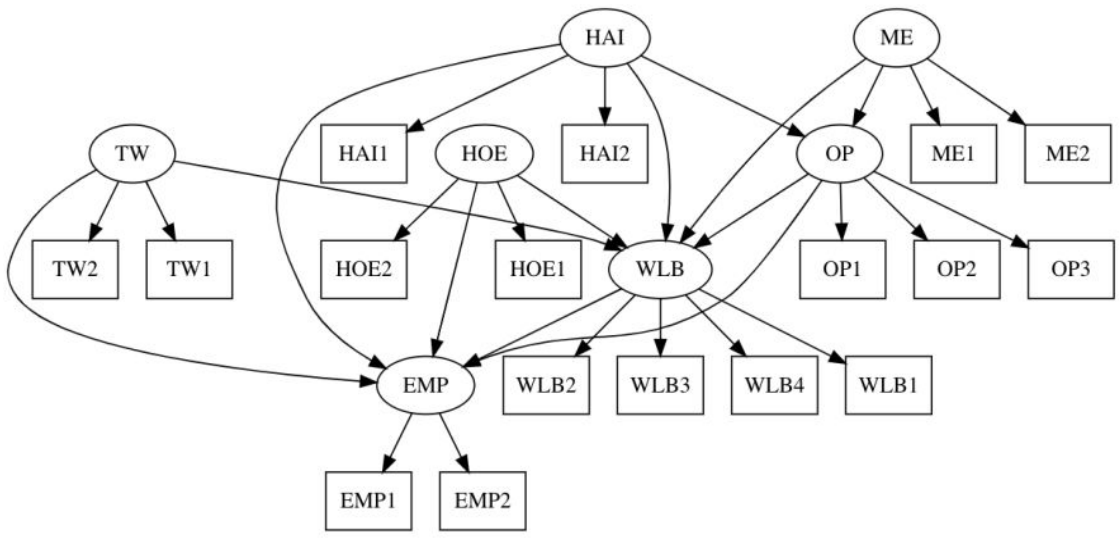 HAI
ME
TW
HAI1
HOE
HAI2
OP
ME1
ME2
TW2
TW1
HOE2
HOE1
WLB
OP1
OP2
OP3
EMP
WLB2
WLB3
WLB4
WLB1
EMP1
EMP2